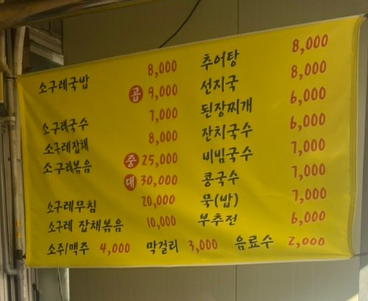 소구레국밥 8,000
곱 9,000
소구레국수 7,000
소구레잡채 8,000
소구레볶음 중 25,000
대 30,000
소구레무침 20,000
소구레 잡채볶음 10,000
추어탕 8,000
선지국 8,000
된장찌개 6,000
잔치국수 6,000
비빔국수 7,000
콩국수 7,000
묵(밥) 7,000
부추전 6,000
소주/맥주 4,000 막걸리 3,000 음료수 2,000